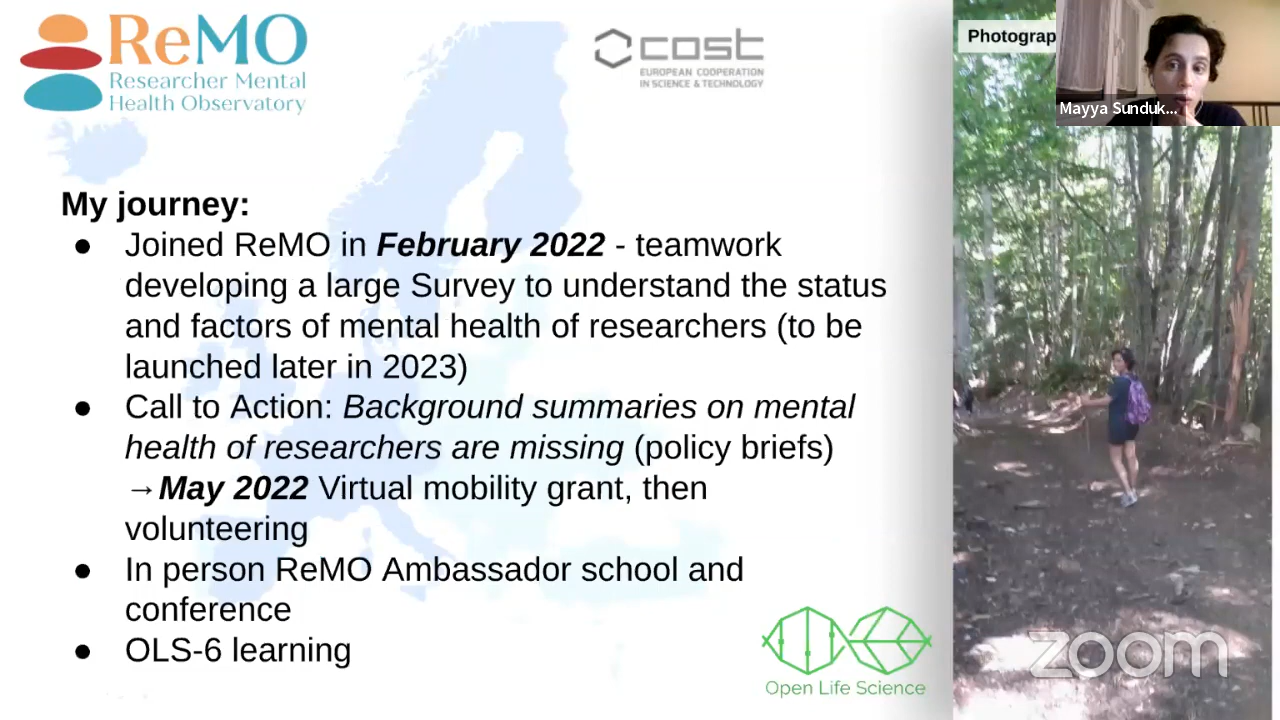 ReMO
Researcher Mental
Health Observatory
cost
EUROPEAN COOPERATION
IN SCIENCE & TECHNOLOGY
Photograp
Mayya Sunduk...
My journey:
● Joined ReMO in February 2022 - teamwork
developing a large Survey to understand the status
and factors of mental health of researchers (to be
launched later in 2023)
● Call to Action: Background summaries on mental
health of researchers are missing (policy briefs)
→May 2022 Virtual mobility grant, then
volunteering
● In person ReMO Ambassador school and
conference
● OLS-6 learning
Open Life Science
zoom